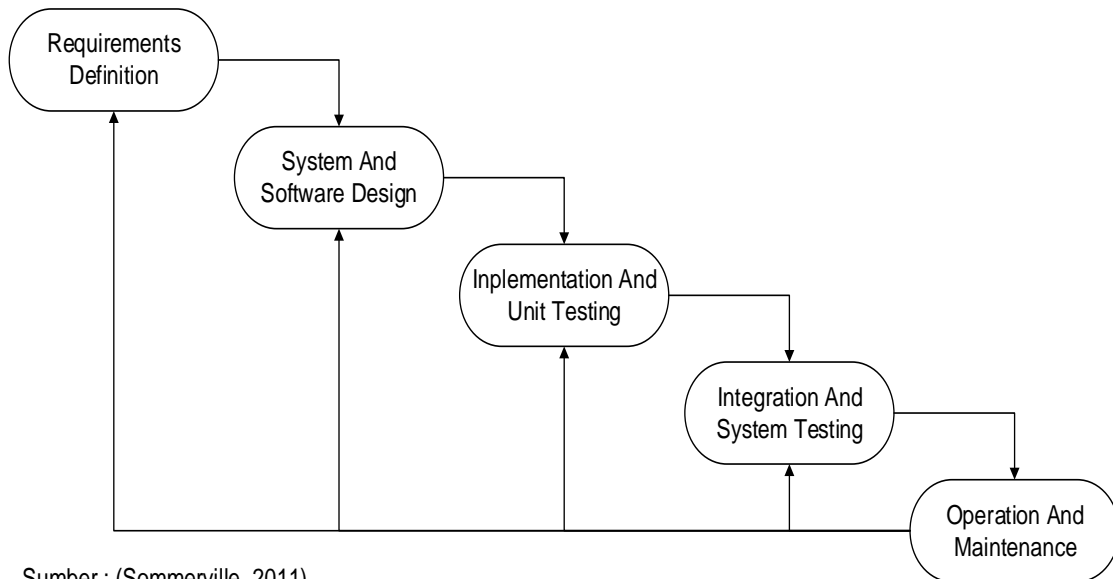 Requirements
Definition
System And
Software Design
Inplementation And
Unit Testing
Integration And
System Testing
Operation And
Maintenance
Sumber : (Sommerville, 2011)